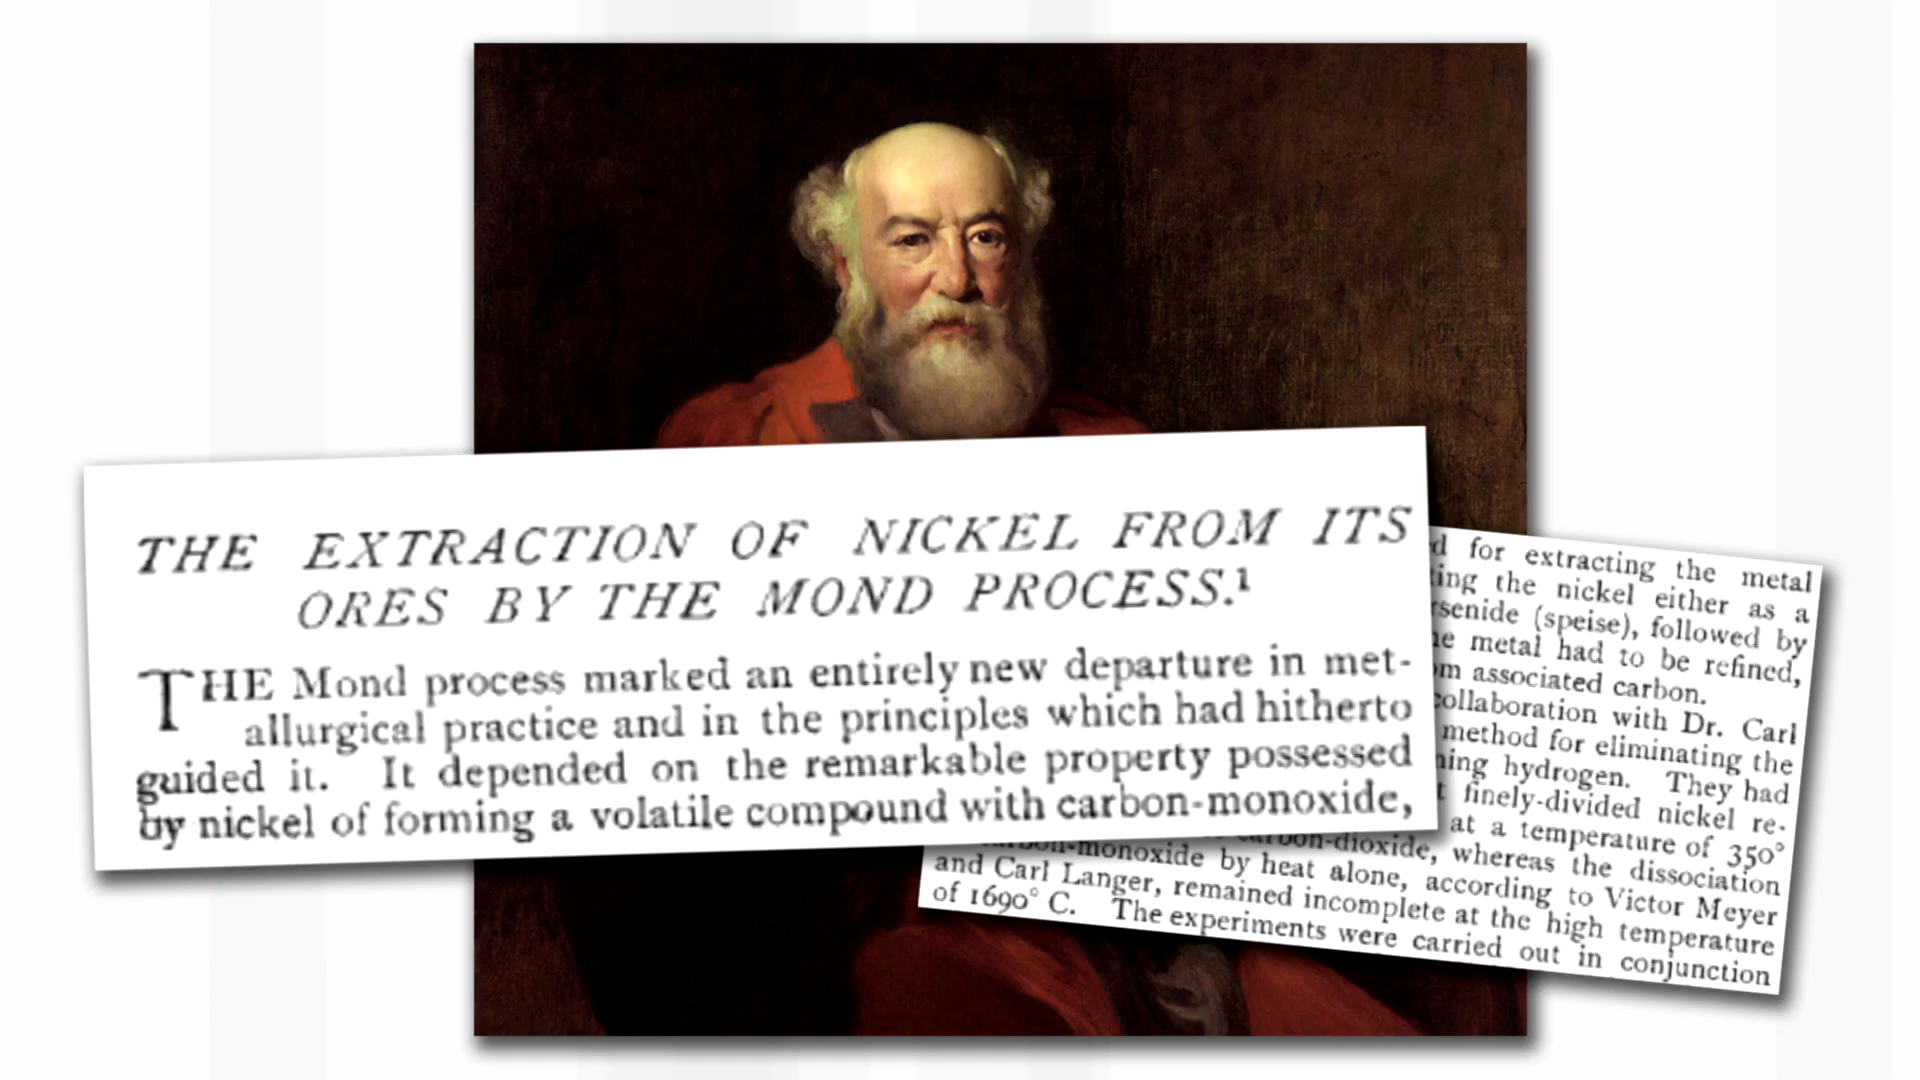 THE EXTRACTION OF NICKEL FROM ITS
ORES BY THE MOND PROCESS.¹
THE Mond process marked an entirely new departure in met-
allurgical practice and in the principles which had hitherto
guided it. It depended on the remarkable property possessed
by nickel of forming a volatile compound with carbon-monoxide,
for extracting the metal
the nickel either as a
(speise), followed by
metal had to be refined,
associated carbon.
collaboration with Dr. Carl
method for eliminating the
hydrogen. They had
finely-divided nickel re-
at a temperature of 350°
carbon-dioxide, whereas the dissociation
carbon-monoxide by heat alone, according to Victor Meyer
and Carl Langer, remained incomplete at the high temperature
of 1690° C. The experiments were carried out in conjunction